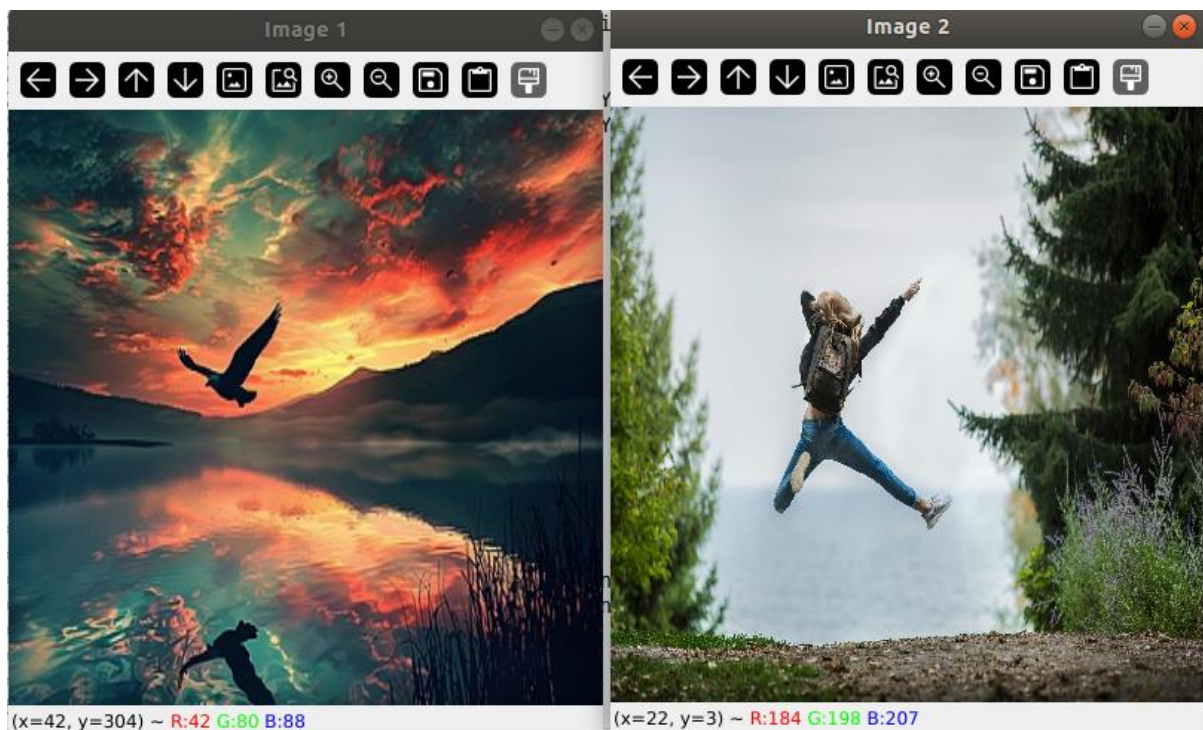 Image 1
Image 2
(x=42, y=304) ~ R:42 G:80 B:88
(x=22, y=3) ~ R:184 G:198 B:207